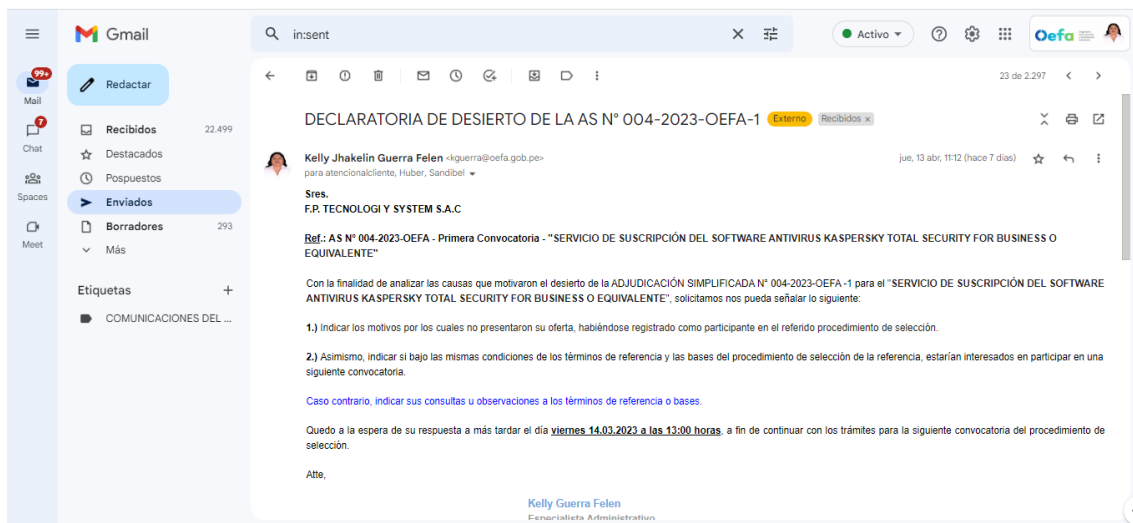 Gmail
in:sent
Activo
Oefa
99+
Mail
Redactar
23 de 2.297
7
Chat
Recibidos 22.499
DECLARATORIA DE DESIERTO DE LA AS N° 004-2023-OEFA-1 Externo Recibidos x
Destacados
Kelly Jhakelin Guerra Felen <kguerra@oefa.gob.pe> jue, 13 abr, 11:12 (hace 7 días)
para atencionalcliente, Huber, Sandibel
Pospuestos
Spaces
Enviados
Sres.
F.P. TECNOLOGI Y SYSTEM S.A.C
Borradores 293
Meet
Más
Ref.: AS N° 004-2023-OEFA - Primera Convocatoria - "SERVICIO DE SUSCRIPCIÓN DEL SOFTWARE ANTIVIRUS KASPERSKY TOTAL SECURITY FOR BUSINESS O
EQUIVALENTE"
Etiquetas +
COMUNICACIONES DEL ...
Con la finalidad de analizar las causas que motivaron el desierto de la ADJUDICACIÓN SIMPLIFICADA N° 004-2023-OEFA -1 para el "SERVICIO DE SUSCRIPCIÓN DEL SOFTWARE
ANTIVIRUS KASPERSKY TOTAL SECURITY FOR BUSINESS O EQUIVALENTE", solicitamos nos pueda señalar lo siguiente:
1.) Indicar los motivos por los cuales no presentaron su oferta, habiéndose registrado como participante en el referido procedimiento de selección.
2.) Asimismo, indicar si bajo las mismas condiciones de los términos de referencia y las bases del procedimiento de selección de la referencia, estarían interesados en participar en una
siguiente convocatoria.
Caso contrario, indicar sus consultas u observaciones a los términos de referencia o bases.
Quedo a la espera de su respuesta a más tardar el día viernes 14.03.2023 a las 13:00 horas, a fin de continuar con los trámites para la siguiente convocatoria del procedimiento de
selección.
Atte,
Kelly Guerra Felen
Especialista Administrativo